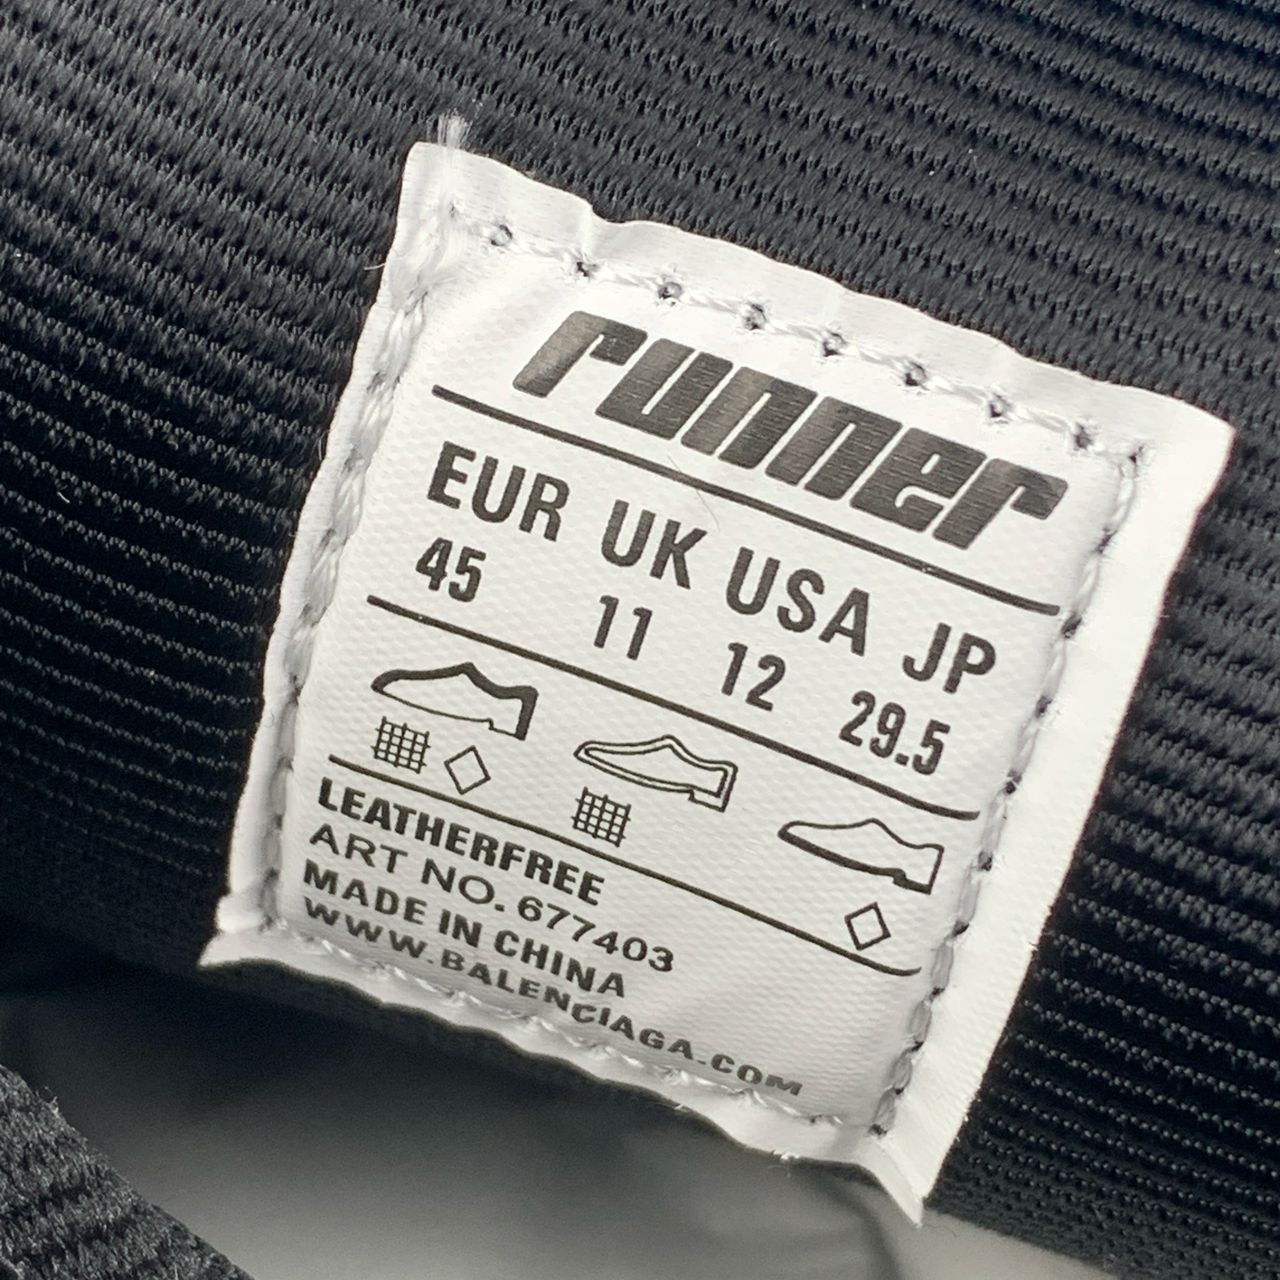 runner
EUR UK USA JP
45 11 12 29.5
LEATHERFREE
ART NO. 677403
MADE IN CHINA
WWW.BALENCIAGA.COM